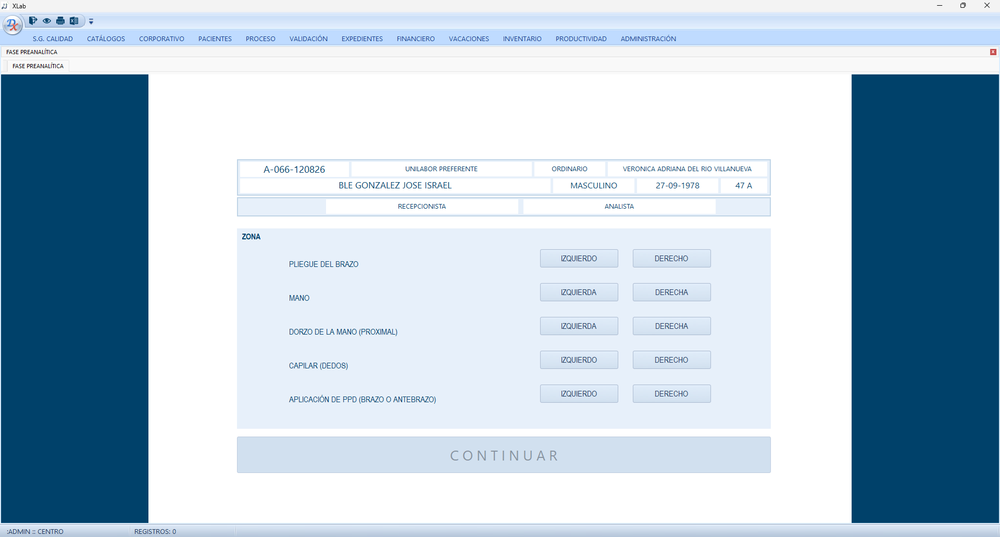 XLab
S.G. CALIDAD CATÁLOGOS CORPORATIVO PACIENTES PROCESO VALIDACIÓN EXPEDIENTES FINANCIERO VACACIONES INVENTARIO PRODUCTIVIDAD ADMINISTRACIÓN
FASE PREANALÍTICA
FASE PREANALÍTICA
A-066-120826 UNILABOR PREFERENTE ORDINARIO VERONICA ADRIANA DEL RIO VILLANUEVA
BLE GONZALEZ JOSE ISRAEL MASCULINO 27-09-1978 47 A
RECEPCIONISTA ANALISTA
ZONA
PLIEGUE DEL BRAZO IZQUIERDO DERECHO
MANO IZQUIERDA DERECHA
DORZO DE LA MANO (PROXIMAL) IZQUIERDA DERECHA
CAPILAR (DEDOS) IZQUIERDO DERECHO
APLICACIÓN DE PPD (BRAZO O ANTEBRAZO) IZQUIERDO DERECHO
CONTINUAR
:ADMIN :: CENTRO REGISTROS: 0